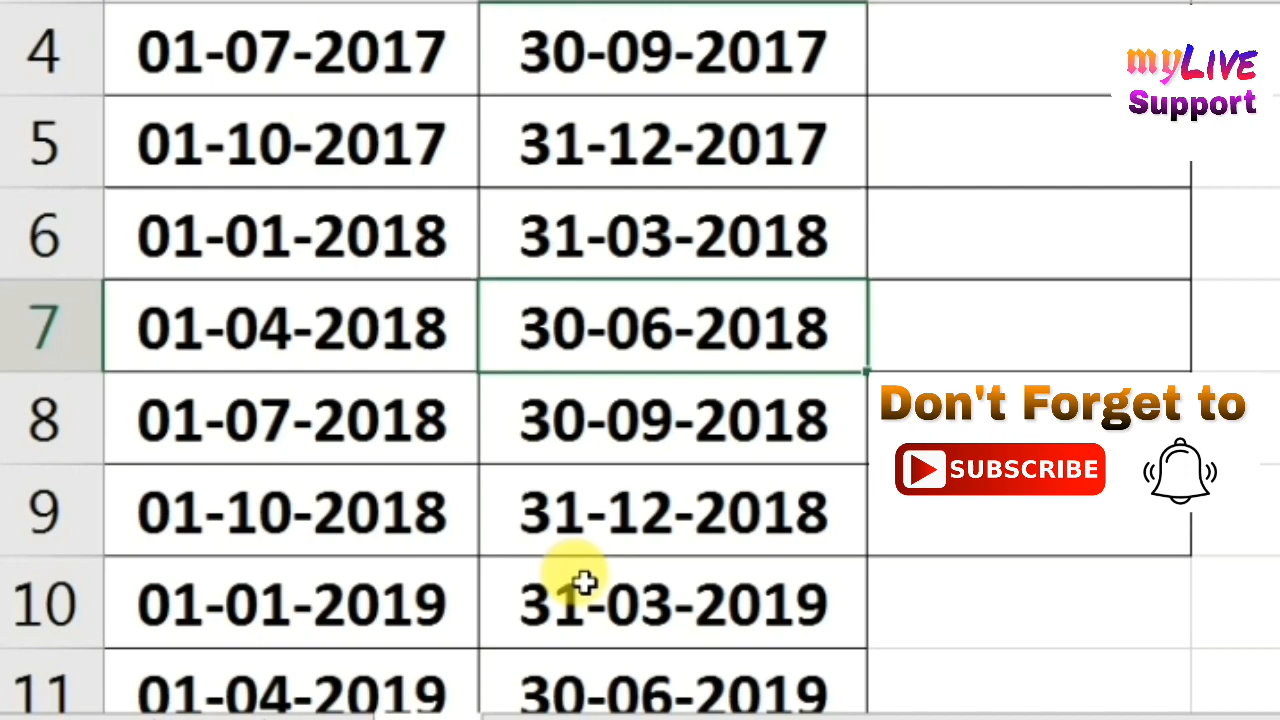 4 01-07-2017 30-09-2017
myLIVE
Support
5 01-10-2017 31-12-2017
6 01-01-2018 31-03-2018
7 01-04-2018 30-06-2018
8 01-07-2018 30-09-2018
Don't Forget to
SUBSCRIBE
9 01-10-2018 31-12-2018
10 01-01-2019 31-03-2019
11 01-04-2019 30-06-2019